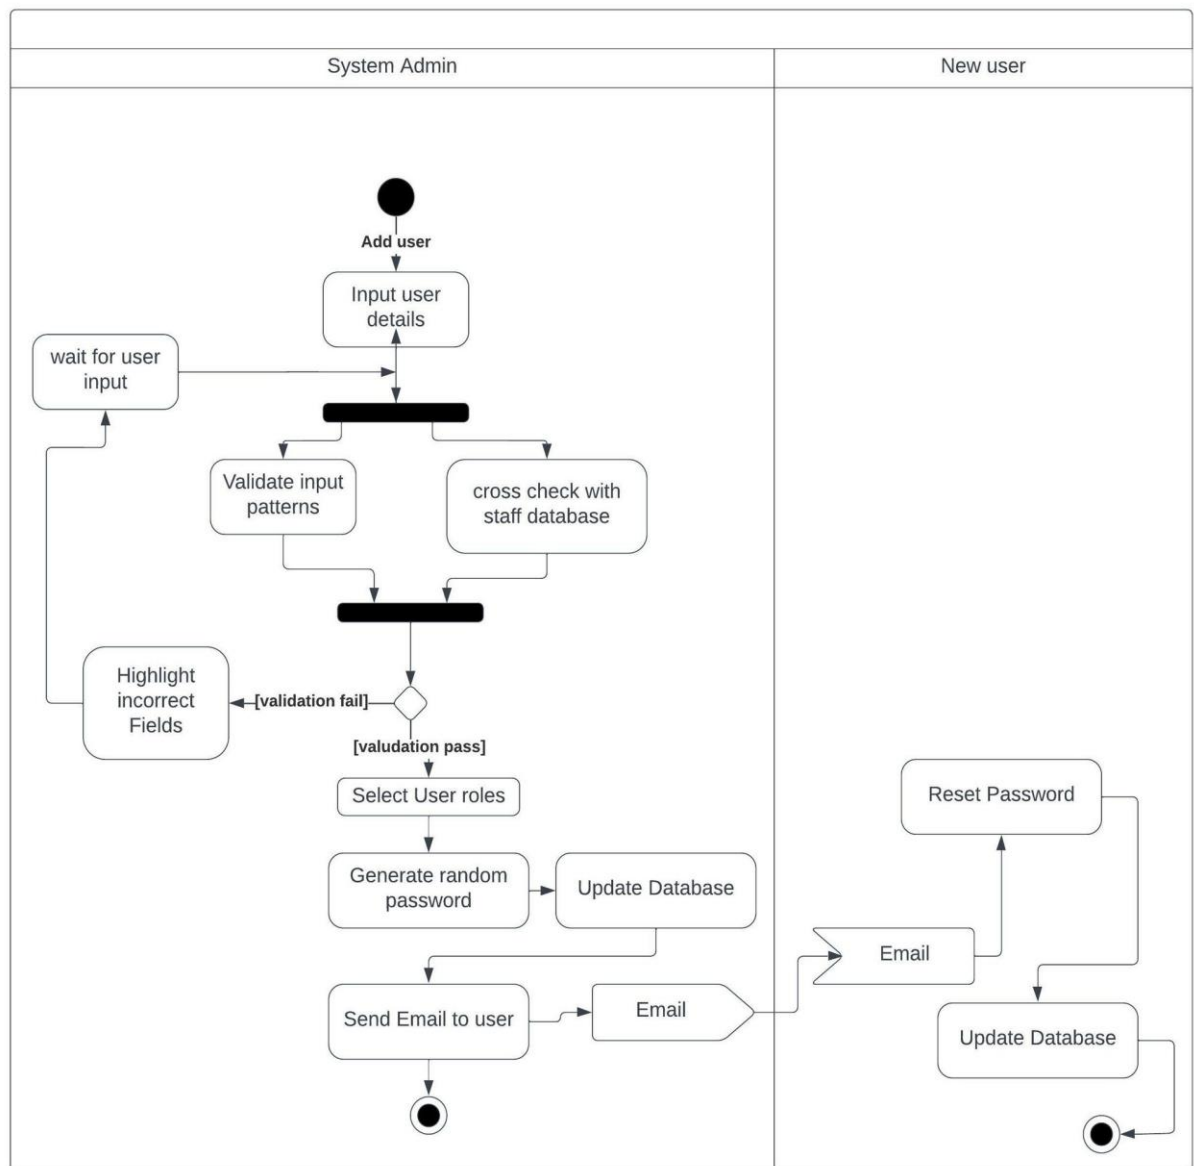 System Admin
New user
Add user
Input user
details
wait for user
input
Validate input
patterns
cross check with
staff database
Highlight
incorrect
Fields
[validation fail]
[valudation pass]
Select User roles
Reset Password
Generate random
password
Update Database
Email
Send Email to user
Email
Update Database